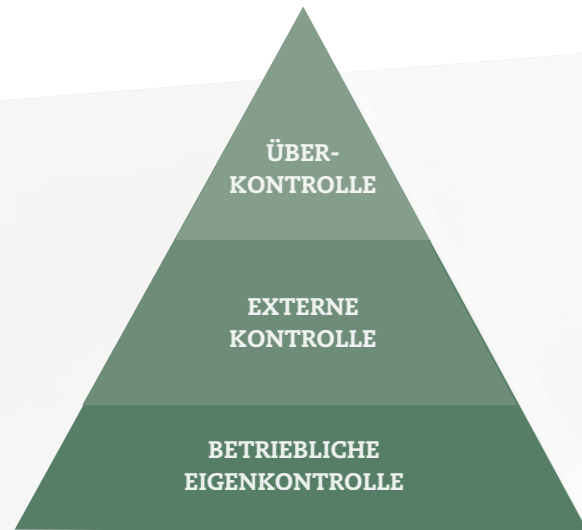 ÜBER-
KONTROLLE
EXTERNE
KONTROLLE
BETRIEBLICHE
EIGENKONTROLLE